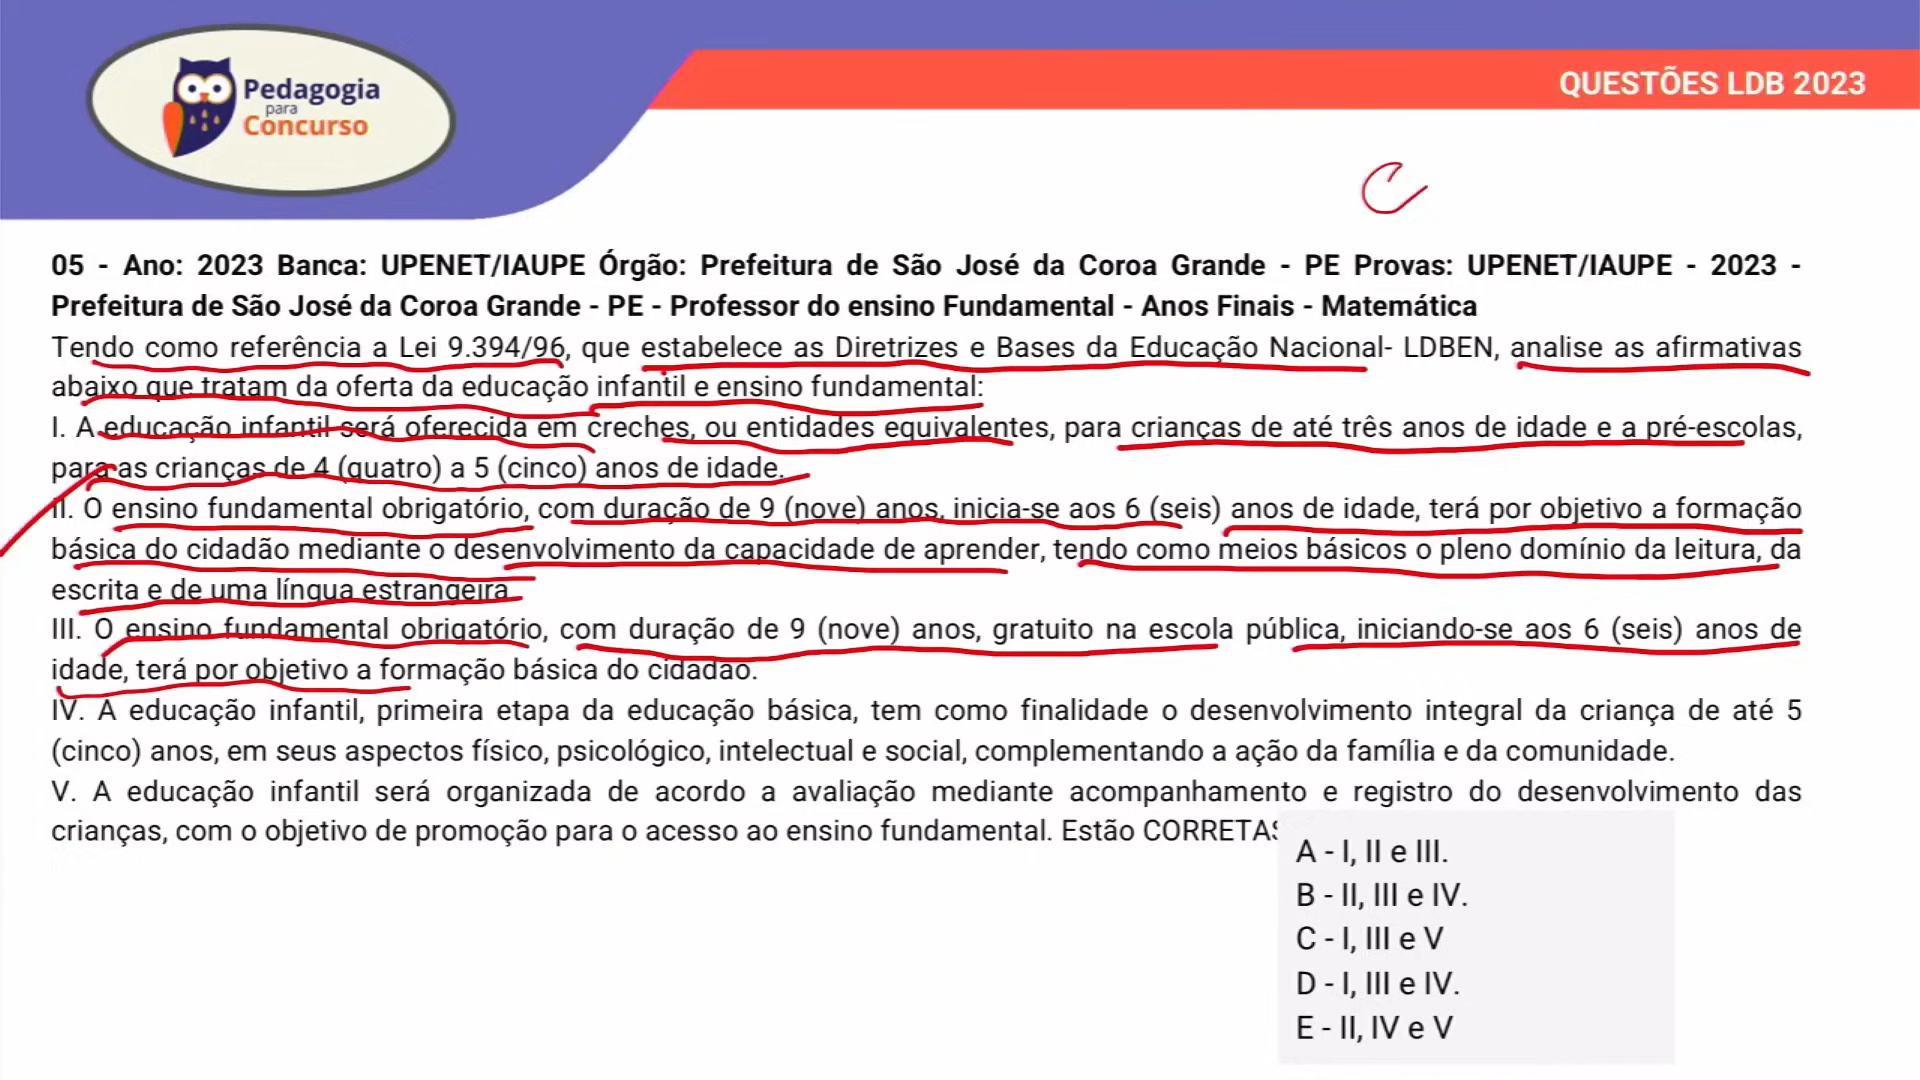 Pedagogia
para
Concurso
QUESTÕES LDB 2023
05 - Ano: 2023 Banca: UPENET/IAUPE Órgão: Prefeitura de São José da Coroa Grande - PE Provas: UPENET/IAUPE - 2023 -
Prefeitura de São José da Coroa Grande - PE - Professor do ensino Fundamental - Anos Finais - Matemática
Tendo como referência a Lei 9.394/96, que estabelece as Diretrizes e Bases da Educação Nacional- LDBEN, analise as afirmativas
abaixo que tratam da oferta da educação infantil e ensino fundamental:
I. A educação infantil será oferecida em creches, ou entidades equivalentes, para crianças de até três anos de idade e a pré-escolas,
para as crianças de 4 (quatro) a 5 (cinco) anos de idade.
II. O ensino fundamental obrigatório, com duração de 9 (nove) anos, inicia-se aos 6 (seis) anos de idade, terá por objetivo a formação
básica do cidadão mediante o desenvolvimento da capacidade de aprender, tendo como meios básicos o pleno domínio da leitura, da
escrita e de uma língua estrangeira
III. O ensino fundamental obrigatório, com duração de 9 (nove) anos, gratuito na escola pública, iniciando-se aos 6 (seis) anos de
idade, terá por objetivo a formação básica do cidadão.
IV. A educação infantil, primeira etapa da educação básica, tem como finalidade o desenvolvimento integral da criança de até 5
(cinco) anos, em seus aspectos físico, psicológico, intelectual e social, complementando a ação da família e da comunidade.
V. A educação infantil será organizada de acordo a avaliação mediante acompanhamento e registro do desenvolvimento das
crianças, com o objetivo de promoção para o acesso ao ensino fundamental. Estão CORRETAS
A - I, II e III.
B - II, III e IV.
C - I, III e V
D - I, III e IV.
E - II, IV e V